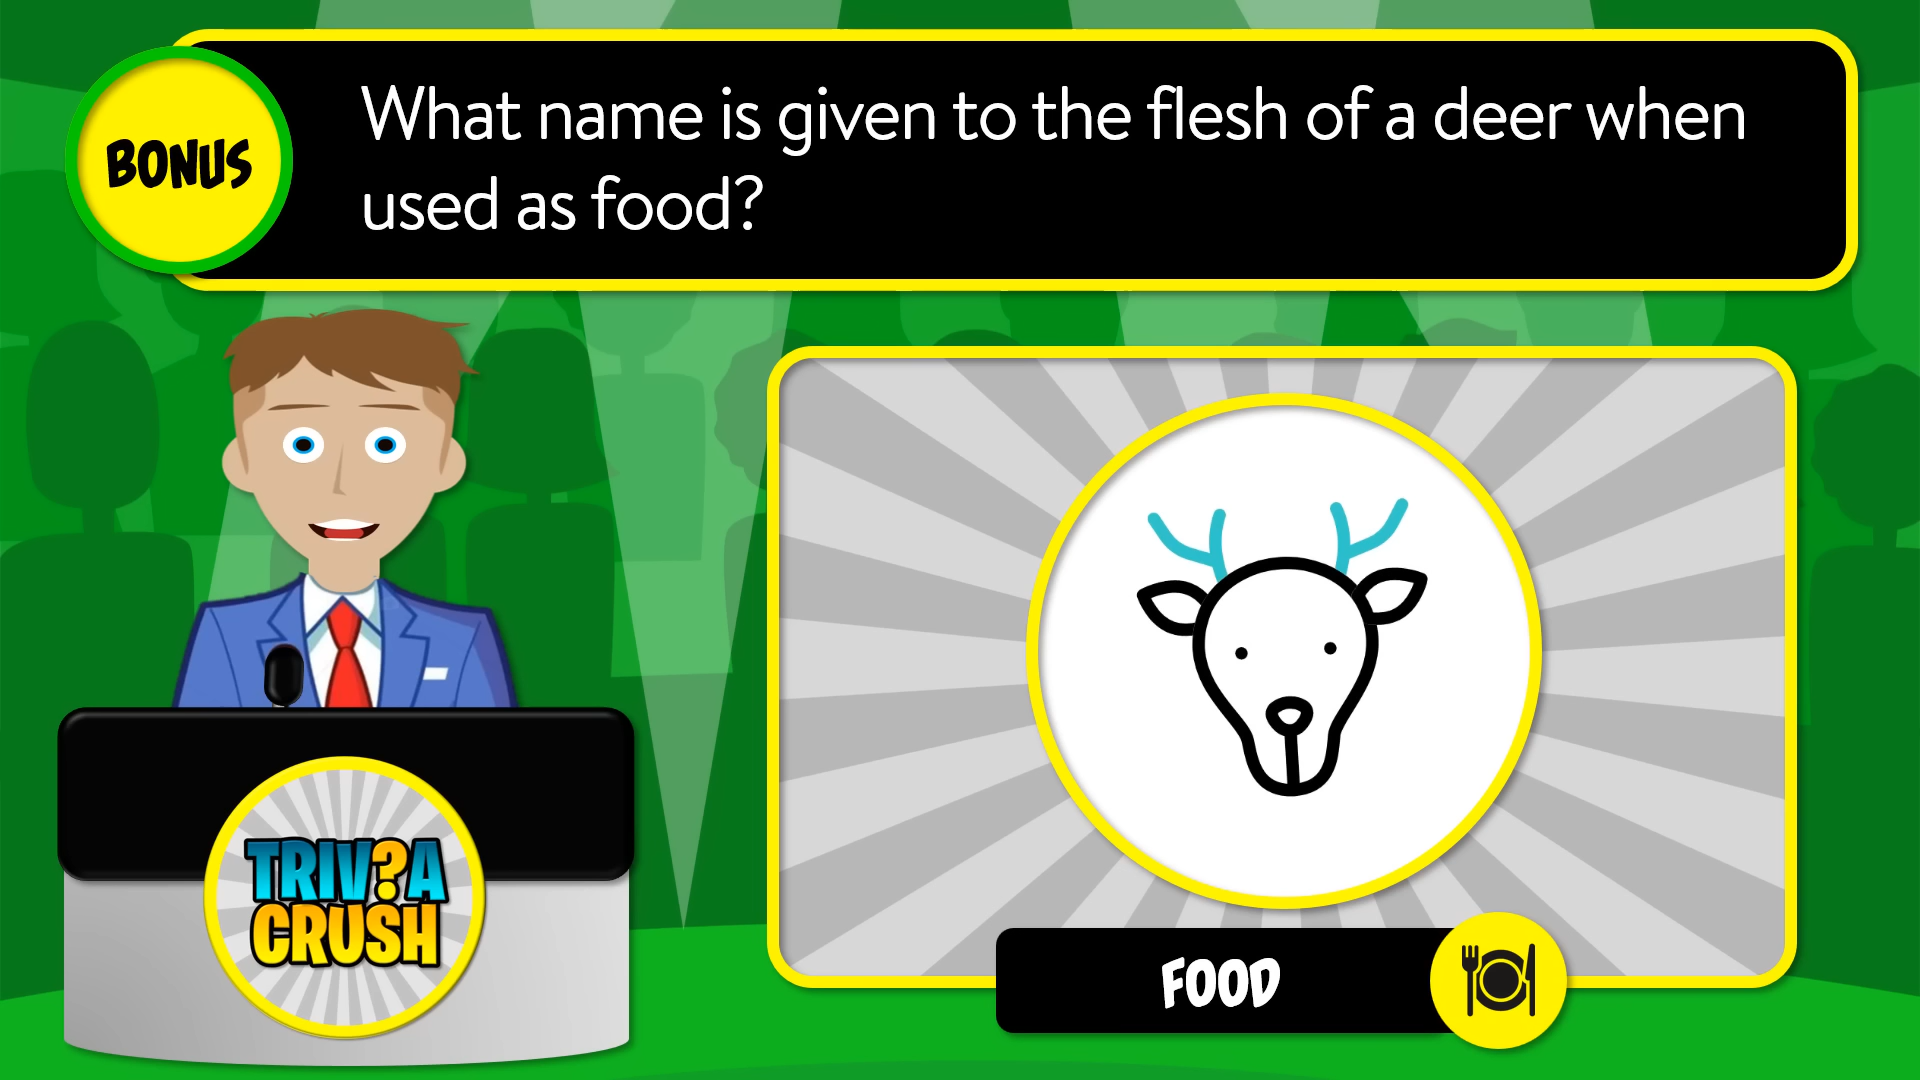 BONUS
What name is given to the flesh of a deer when
used as food?
TRIV?A
CRUSH
FOOD